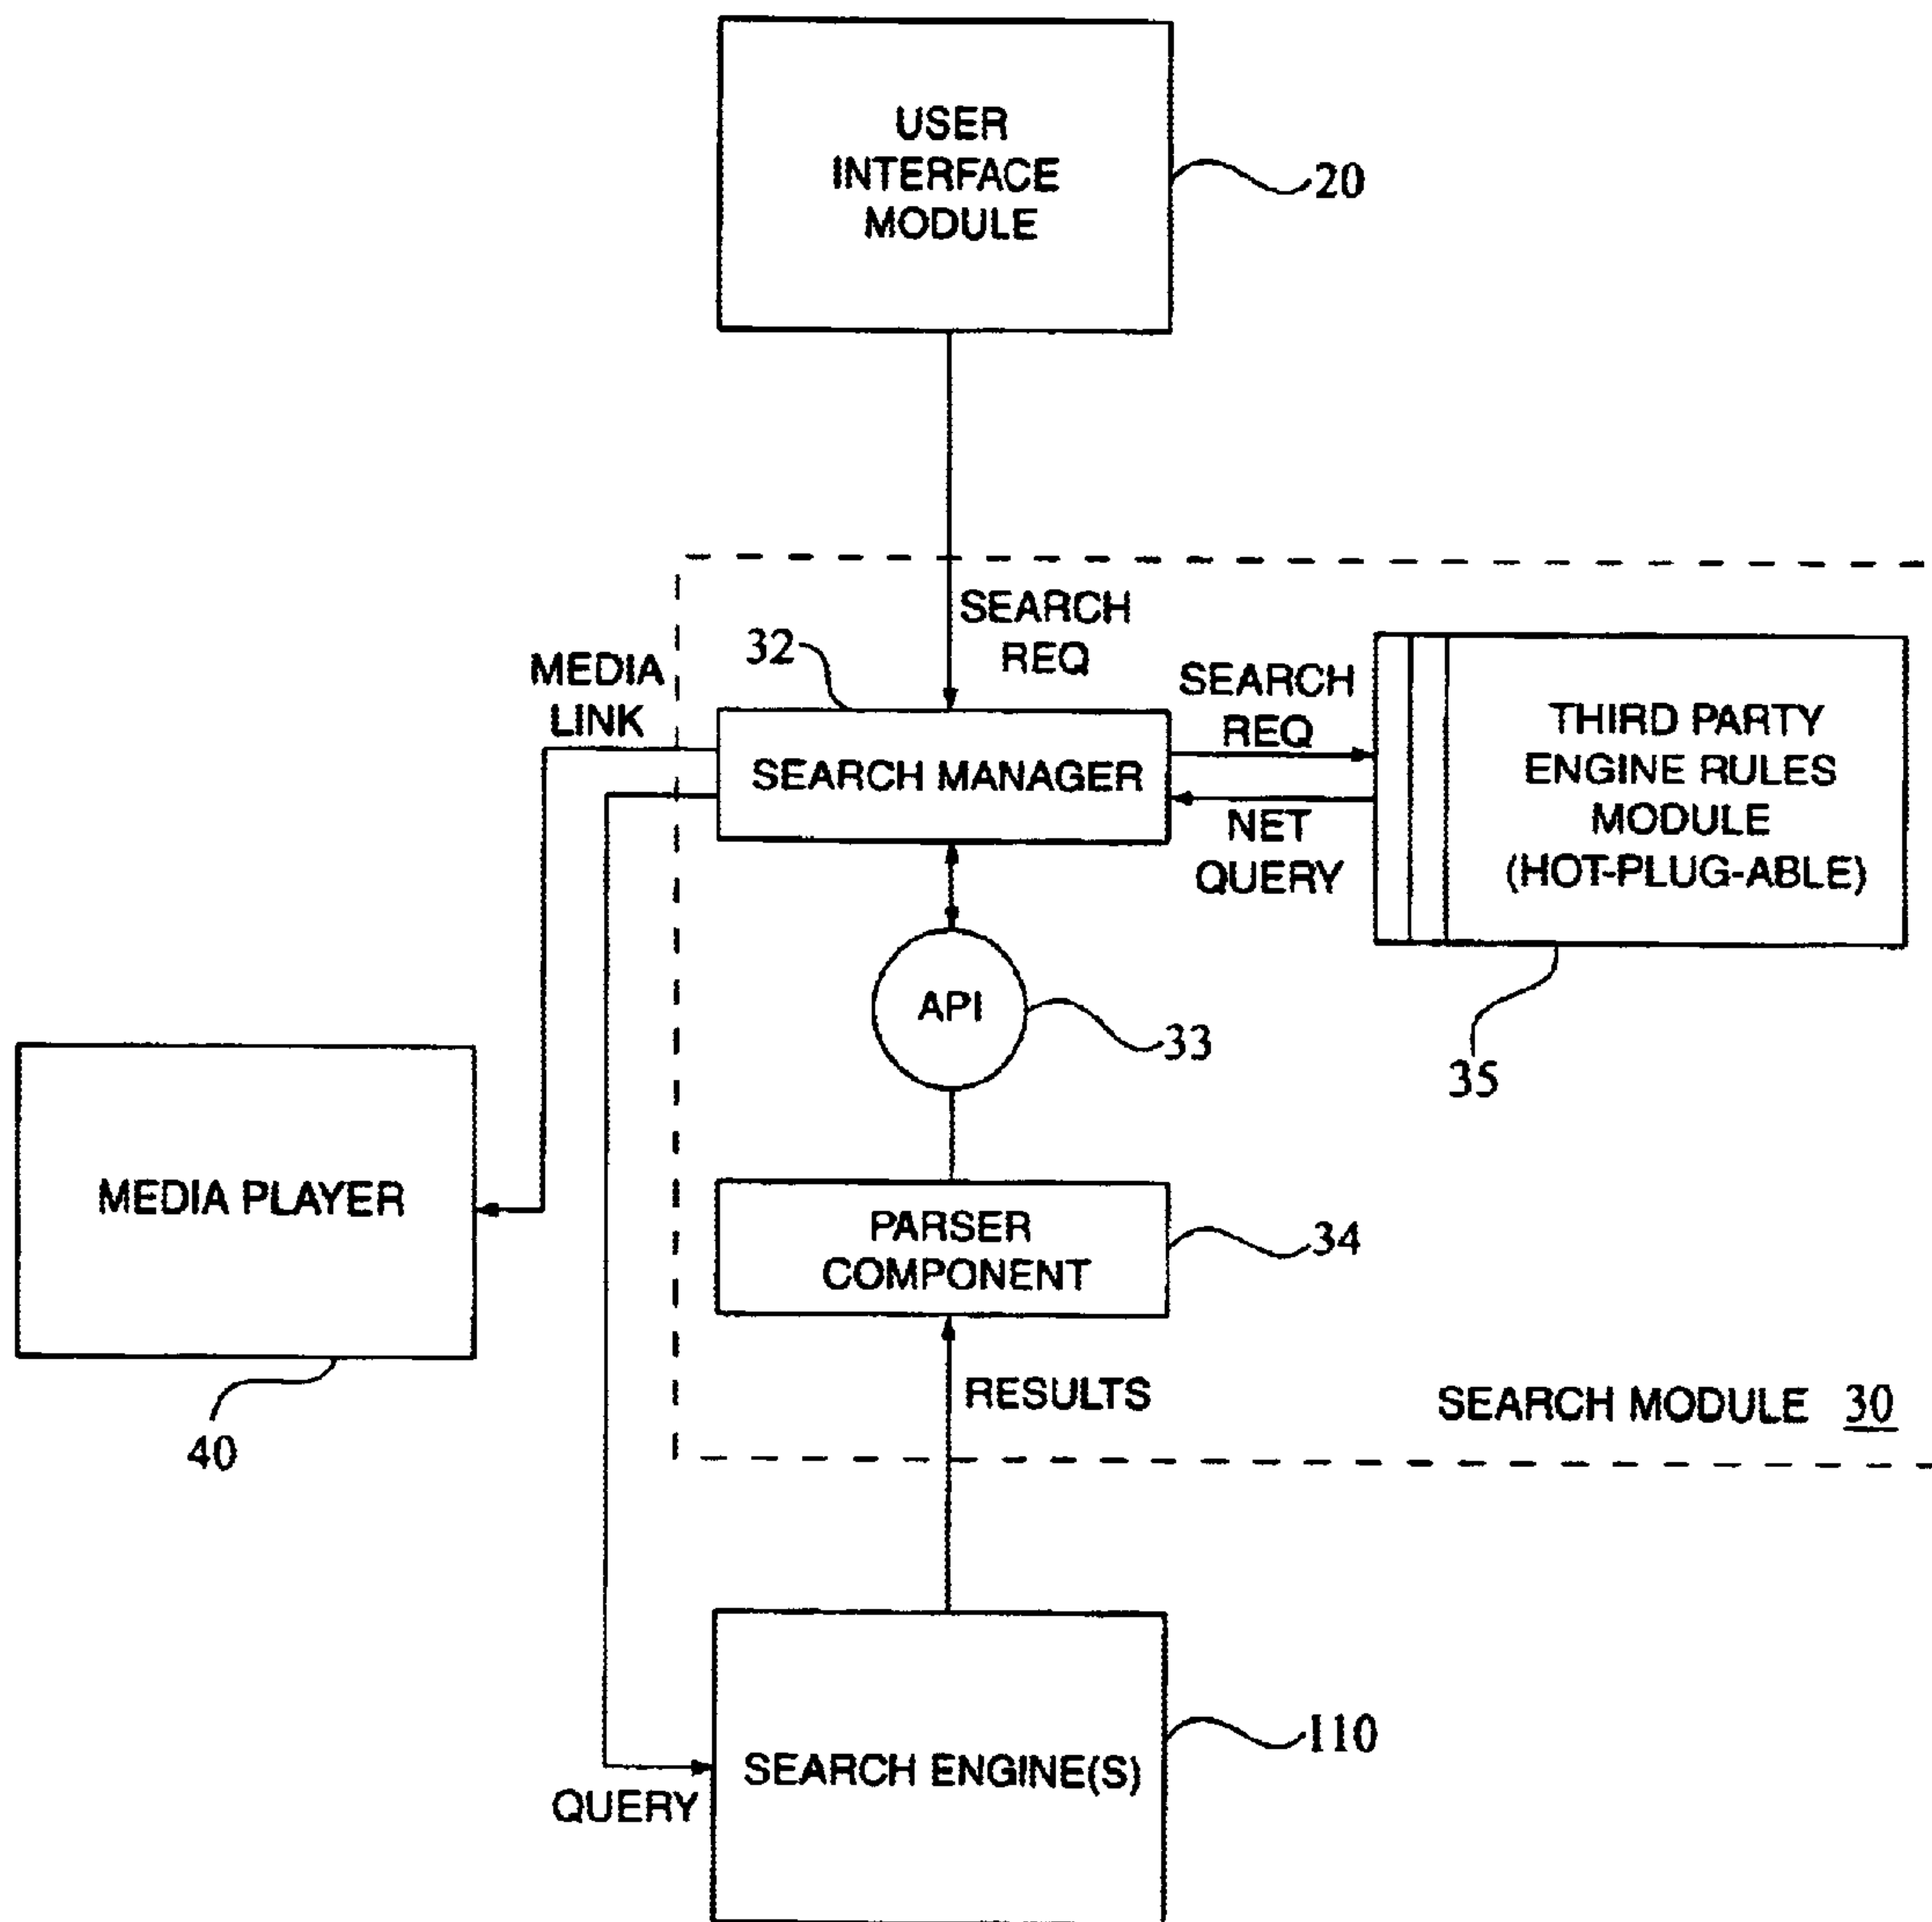 USER
INTERFACE
MODULE
20
SEARCH
REQ
32
MEDIA
LINK
SEARCH
REQ
SEARCH MANAGER
NET
QUERY
THIRD PARTY
ENGINE RULES
MODULE
(HOT-PLUG-ABLE)
API
33
35
MEDIA PLAYER
40
PARSER
COMPONENT
34
RESULTS
SEARCH MODULE 30
SEARCH ENGINE(S)
110
QUERY